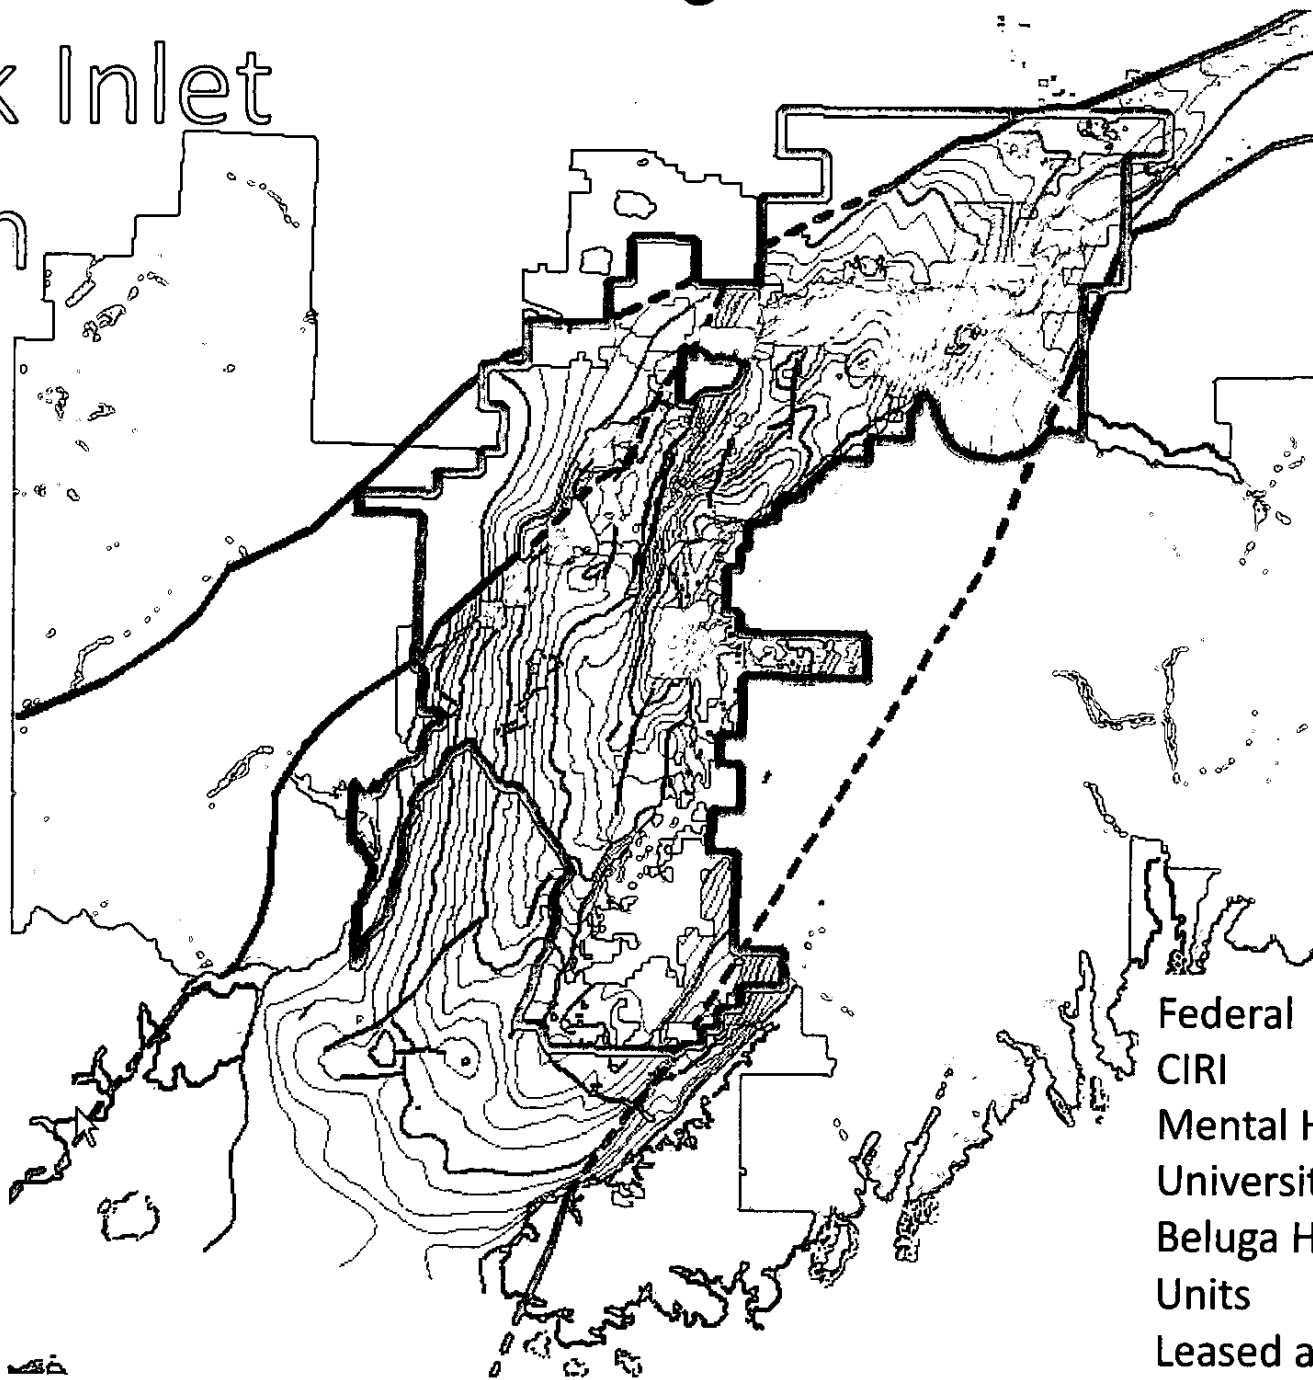 k Inlet
n
Federal
CIRI
Mental H
Universit
Beluga H
Units
Leased a